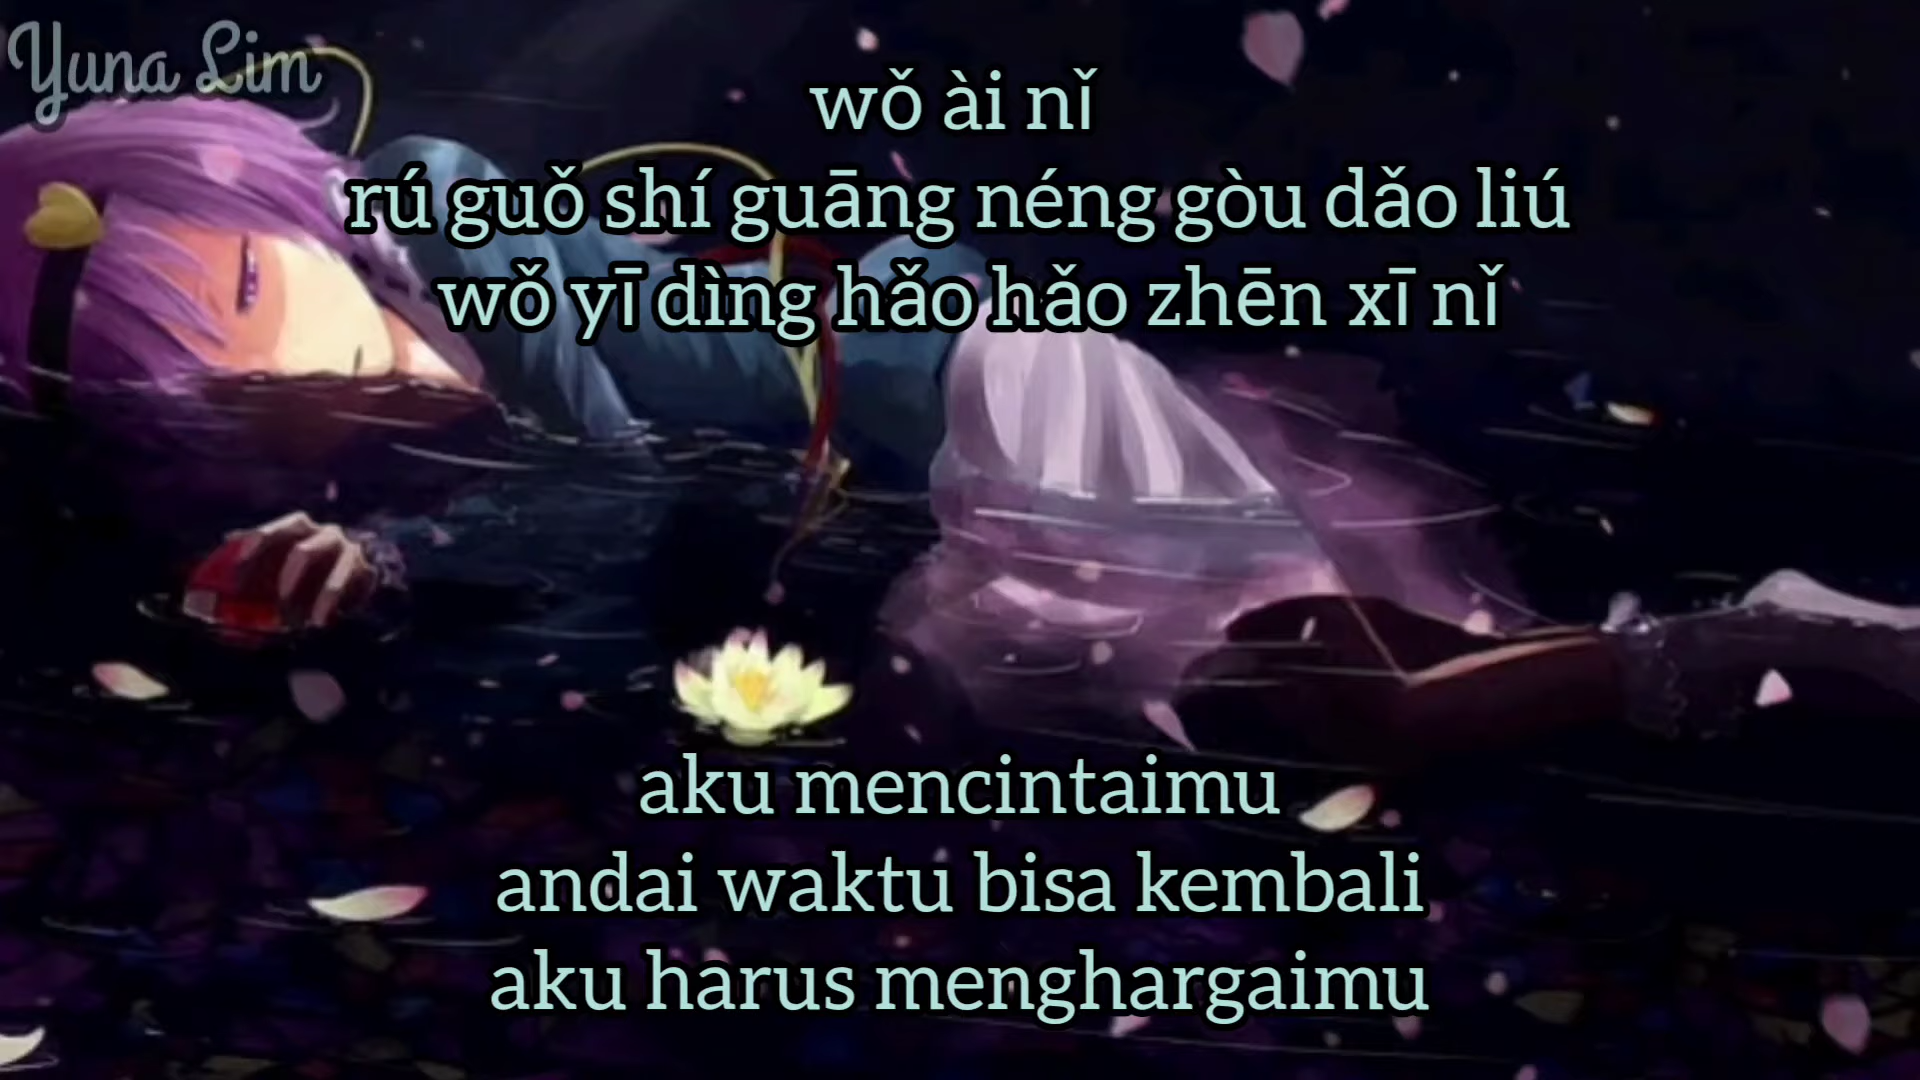 Yuna Lim
wǒ ài nǐ
rú guǒ shí guāng néng gòu dǎo liú
wǒ yī dìng hǎo hǎo zhēn xī nǐ
aku mencintaimu
andai waktu bisa kembali
aku harus menghargaimu